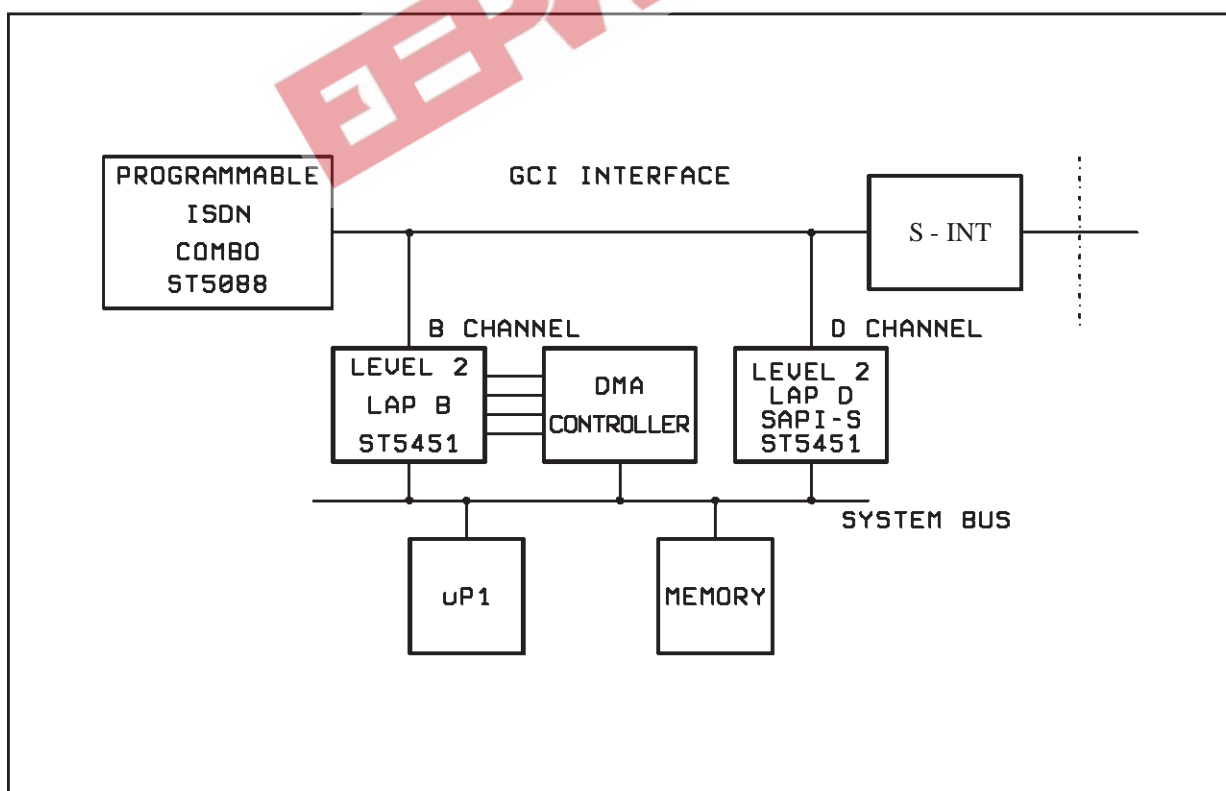 PROGRAMMABLE
ISDN
COMBO
ST5088
GCI INTERFACE
S - INT
B CHANNEL
D CHANNEL
LEVEL 2
LAP B
ST5451
DMA
CONTROLLER
LEVEL 2
LAP D
SAPI-S
ST5451
SYSTEM BUS
uP1
MEMORY